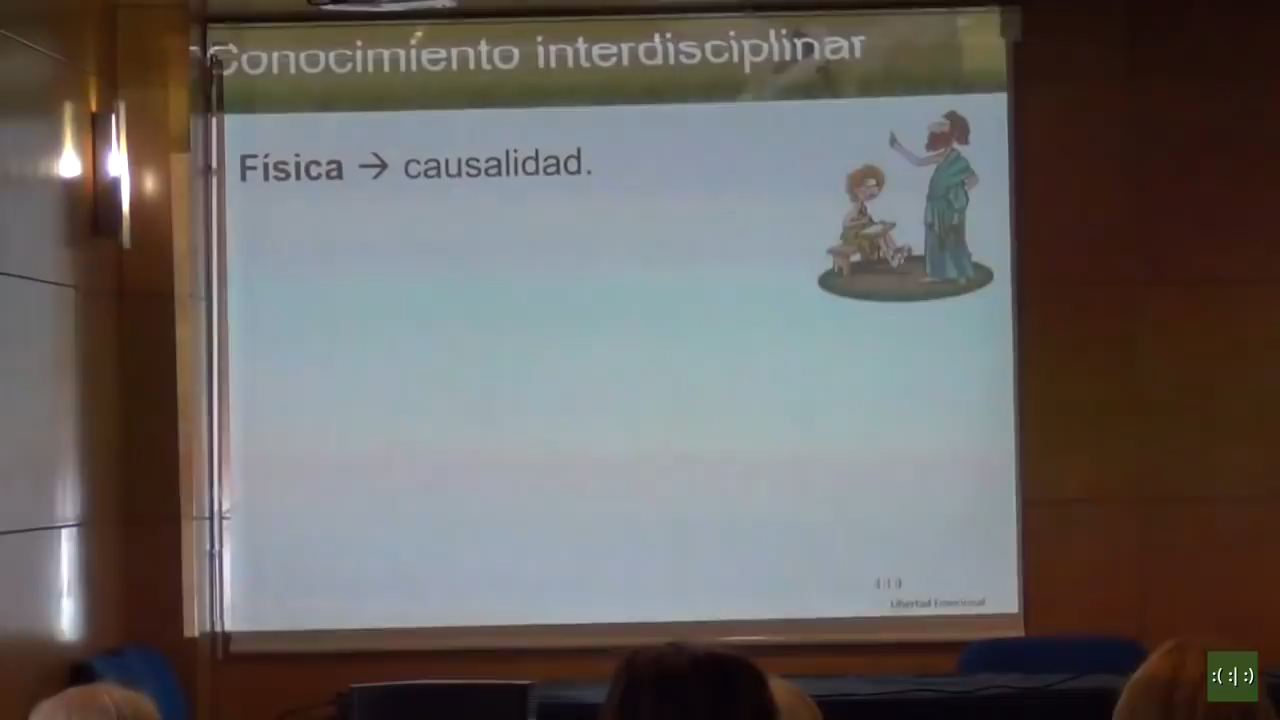 Conocimiento interdisciplinar
Física → causalidad.
Libertad Emocional
:( :| :)